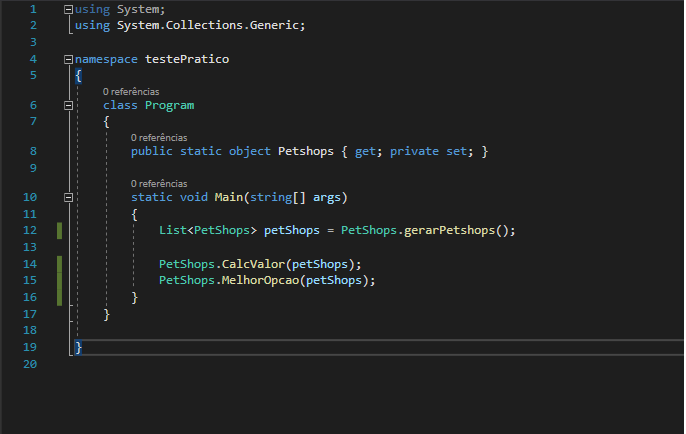 1 using System;
2 using System.Collections.Generic;
3
4 namespace testePratico
5 {
0 referências
6 class Program
7 {
0 referências
8 public static object Petshops { get; private set; }
9
0 referências
10 static void Main(string[] args)
11 {
12 List<PetShops> petShops = PetShops.gerarPetshops();
13
14 PetShops.CalcValor(petShops);
15 PetShops.MelhorOpcao(petShops);
16 }
17 }
18
19 }
20